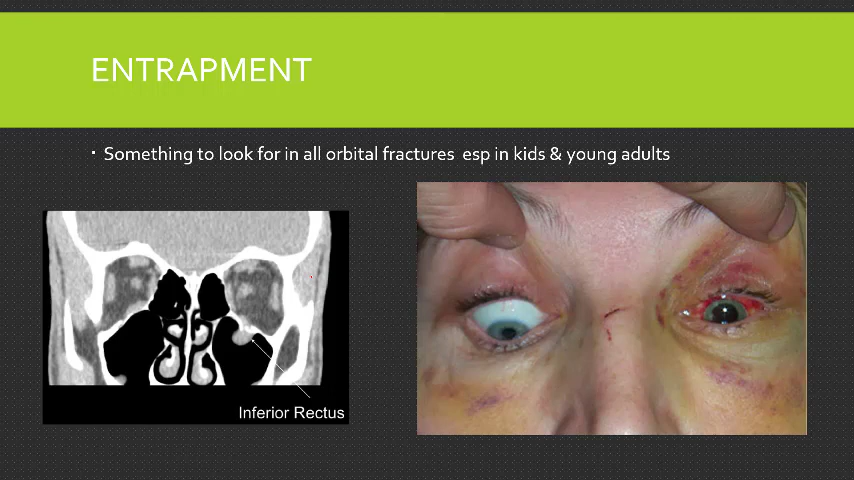 ENTRAPMENT
Something to look for in all orbital fractures esp in kids & young adults
Inferior Rectus